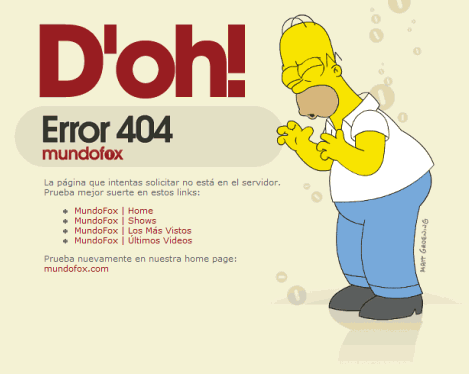 D'oh!
Error 404
mundofox
La página que intentas solicitar no está en el servidor.
Prueba mejor suerte en estos links:
MundoFox | Home
MundoFox | Shows
MundoFox | Los Más Vistos
MundoFox | Últimos Videos
Prueba nuevamente en nuestra home page:
mundofox.com
MATT GROENING